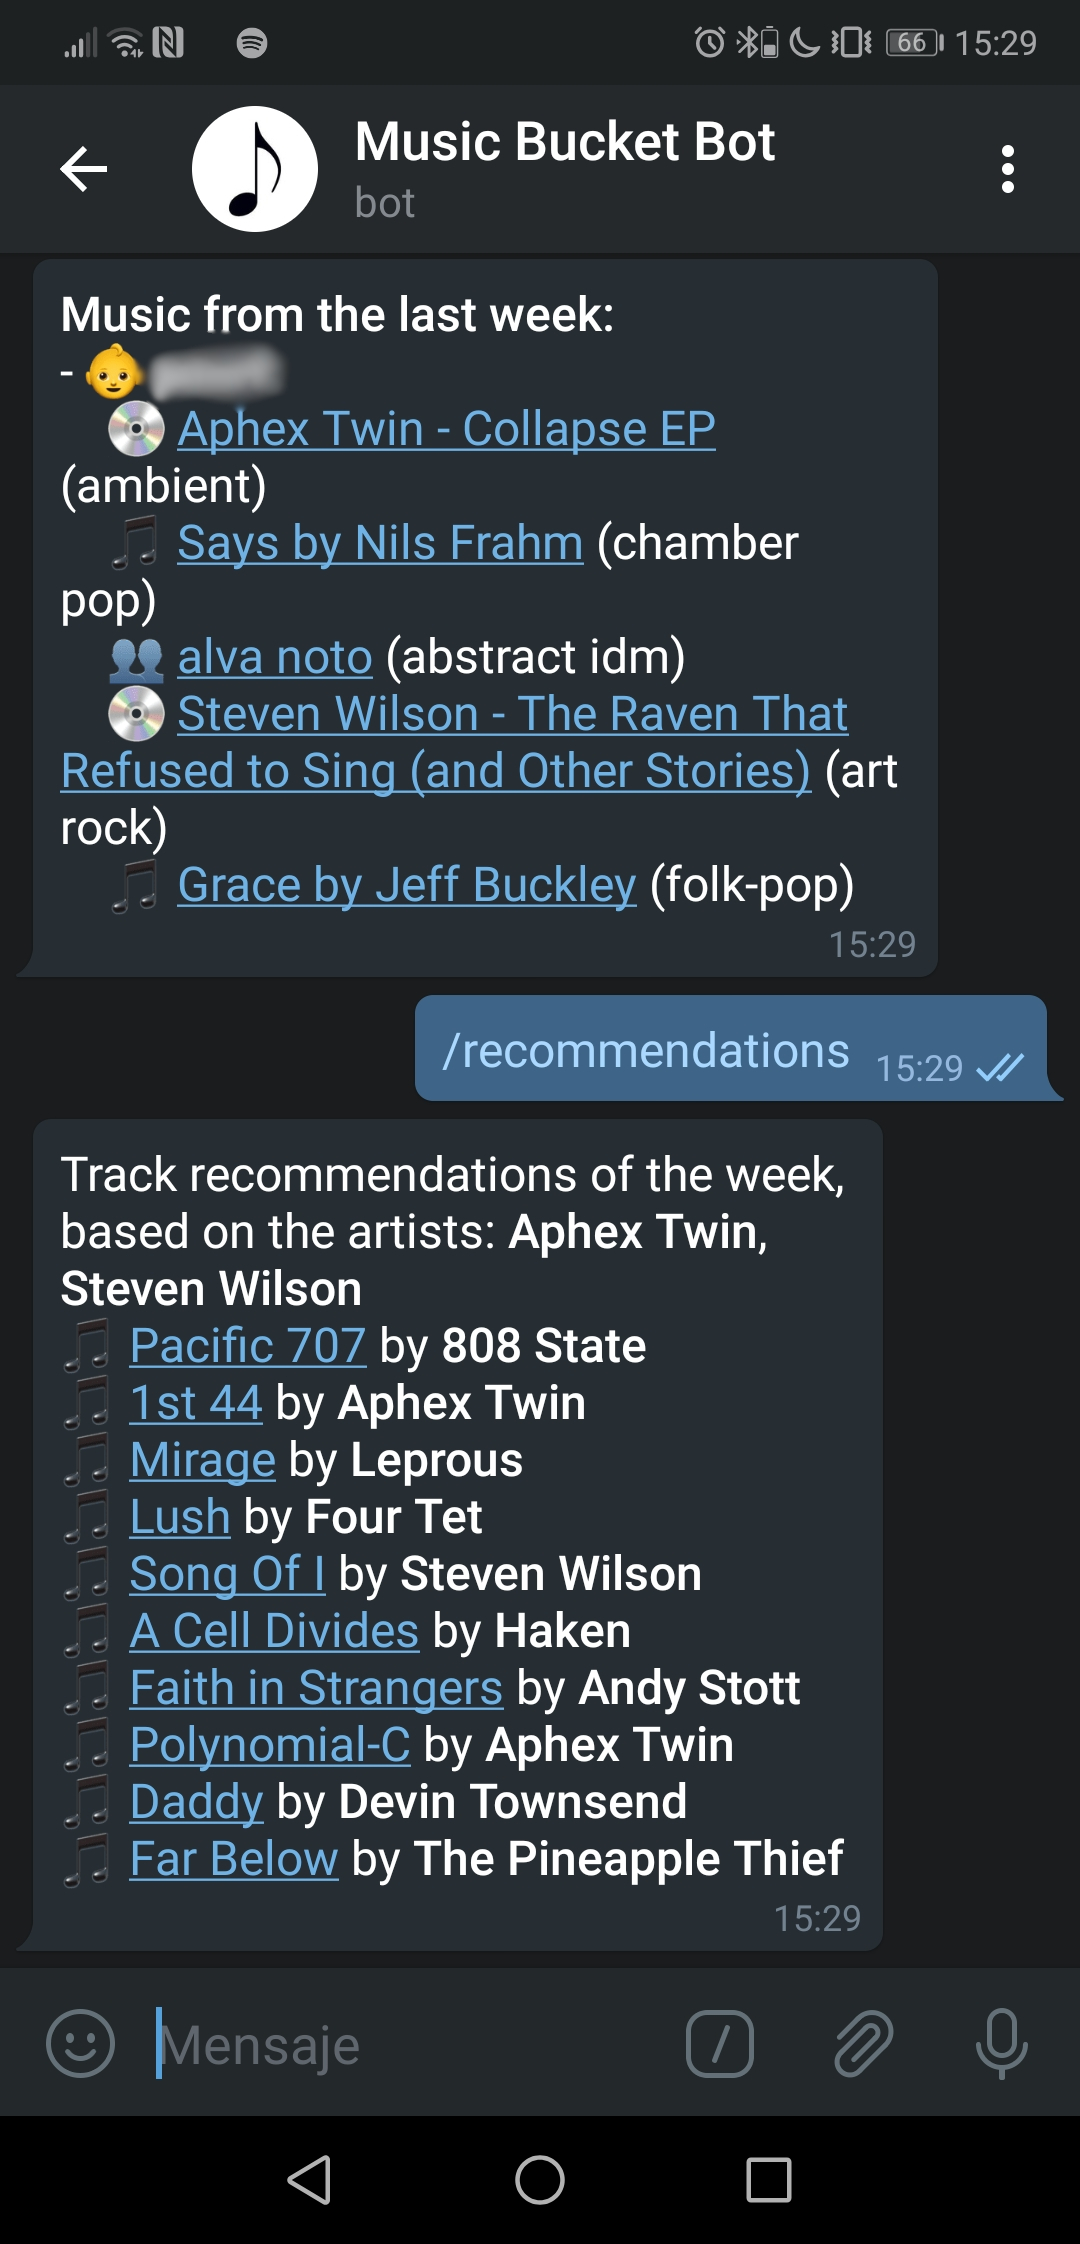 66 15:29
Music Bucket Bot
bot
Music from the last week:
-
Aphex Twin - Collapse EP
(ambient)
Says by Nils Frahm (chamber
pop)
alva noto (abstract idm)
Steven Wilson - The Raven That
Refused to Sing (and Other Stories) (art
rock)
Grace by Jeff Buckley (folk-pop)
15:29
/recommendations 15:29
Track recommendations of the week,
based on the artists: Aphex Twin,
Steven Wilson
Pacific 707 by 808 State
1st 44 by Aphex Twin
Mirage by Leprous
Lush by Four Tet
Song Of I by Steven Wilson
A Cell Divides by Haken
Faith in Strangers by Andy Stott
Polynomial-C by Aphex Twin
Daddy by Devin Townsend
Far Below by The Pineapple Thief
15:29
Mensaje